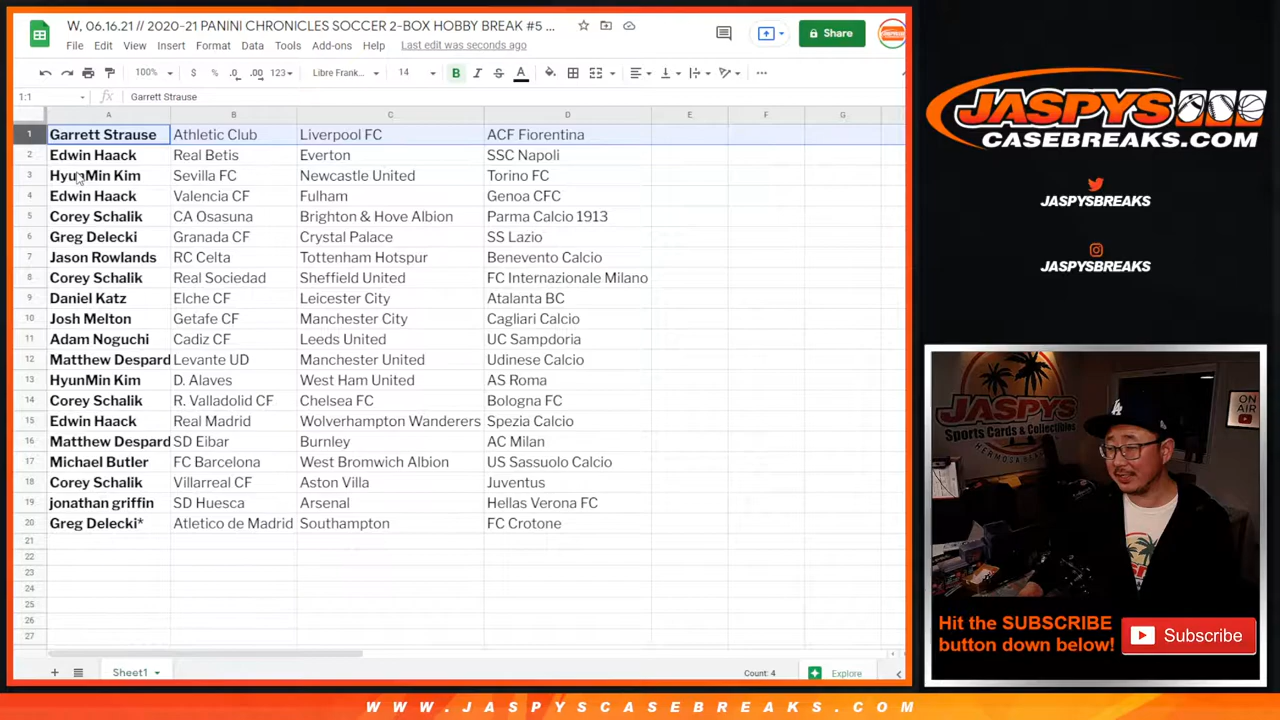 W, 06.16.21 // 2020-21 PANINI CHRONICLES SOCCER 2-BOX HOBBY BREAK #5 ...
File Edit View Insert Format Data Tools Add-ons Help Last edit was seconds ago
Share
100% $ % .0 .00 123 Libre Frank... 14 B I S A
1:1 fx Garrett Strause
A B C D E F G
1 Garrett Strause Athletic Club Liverpool FC ACF Fiorentina
2 Edwin Haack Real Betis Everton SSC Napoli
3 HyunMin Kim Sevilla FC Newcastle United Torino FC
4 Edwin Haack Valencia CF Fulham Genoa CFC
5 Corey Schalik CA Osasuna Brighton & Hove Albion Parma Calcio 1913
6 Greg Delecki Granada CF Crystal Palace SS Lazio
7 Jason Rowlands RC Celta Tottenham Hotspur Benevento Calcio
8 Corey Schalik Real Sociedad Sheffield United FC Internazionale Milano
9 Daniel Katz Elche CF Leicester City Atalanta BC
10 Josh Melton Getafe CF Manchester City Cagliari Calcio
11 Adam Noguchi Cadiz CF Leeds United UC Sampdoria
12 Matthew Despard Levante UD Manchester United Udinese Calcio
13 HyunMin Kim D. Alaves West Ham United AS Roma
14 Corey Schalik R. Valladolid CF Chelsea FC Bologna FC
15 Edwin Haack Real Madrid Wolverhampton Wanderers Spezia Calcio
16 Matthew Despard SD Eibar Burnley AC Milan
17 Michael Butler FC Barcelona West Bromwich Albion US Sassuolo Calcio
18 Corey Schalik Villarreal CF Aston Villa Juventus
19 jonathan griffin SD Huesca Arsenal Hellas Verona FC
20 Greg Delecki* Atletico de Madrid Southampton FC Crotone
21
22
23
24
25
26
27
Sheet1
Count: 4
Explore
JASPYS
CASEBREAKS.COM
JASPYSBREAKS
JASPYSBREAKS
JASPYS
Sports Cards & Collectibles
HERMOSA BEACH
ON AIR
Hit the SUBSCRIBE
button down below!
Subscribe
WWW.JASPYSCASEBREAKS.COM